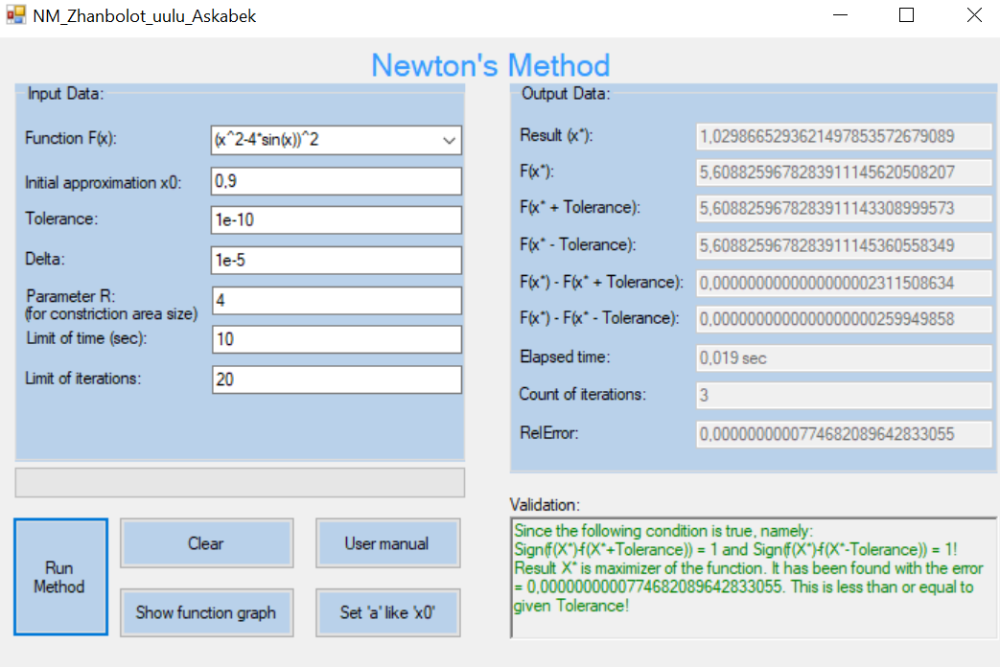 NM_Zhanbolot_uulu_Askabek
Newton's Method
Input Data:
Function F(x):
(x^2-4*sin(x))^2
Initial approximation x0:
0,9
Tolerance:
1e-10
Delta:
1e-5
Parameter R:
(for constriction area size)
4
Limit of time (sec):
10
Limit of iterations:
20
Run
Method
Clear
User manual
Show function graph
Set 'a' like 'x0'
Output Data:
Result (x*):
1,0298665293621497853572679089
F(x*):
5,6088259678283911145620508207
F(x* + Tolerance):
5,6088259678283911143308999573
F(x* - Tolerance):
5,6088259678283911145360558349
F(x*) - F(x* + Tolerance):
0,0000000000000000002311508634
F(x*) - F(x* - Tolerance):
0,0000000000000000000259949858
Elapsed time:
0,019 sec
Count of iterations:
3
RelError:
0,0000000000774682089642833055
Validation:
Since the following condition is true, namely:
Sign(f(X*)-f(X*+Tolerance)) = 1 and Sign(f(X*)-f(X*-Tolerance)) = 1!
Result X* is maximizer of the function. It has been found with the error
= 0,0000000000774682089642833055. This is less than or equal to
given Tolerance!